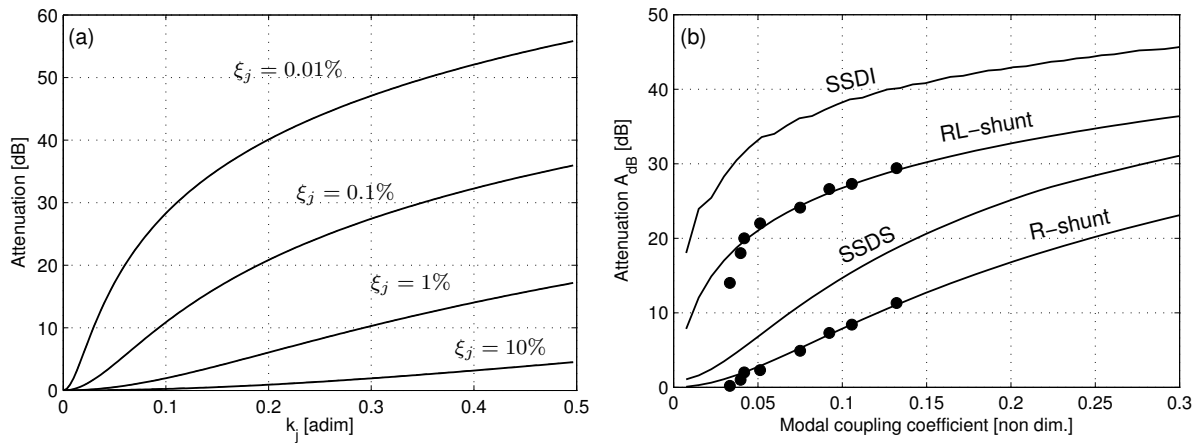 (a)
Attenuation [dB]
60
50
40
30
20
10
0
ξj = 0.01%
ξj = 0.1%
ξj = 1%
ξj = 10%
0 0.1 0.2 0.3 0.4 0.5
kj [adim]
(b)
Attenuation AdB [dB]
50
40
30
20
10
0
SSDI
RL−shunt
SSDS
R−shunt
0 0.05 0.1 0.15 0.2 0.25 0.3
Modal coupling coefficient [non dim.]